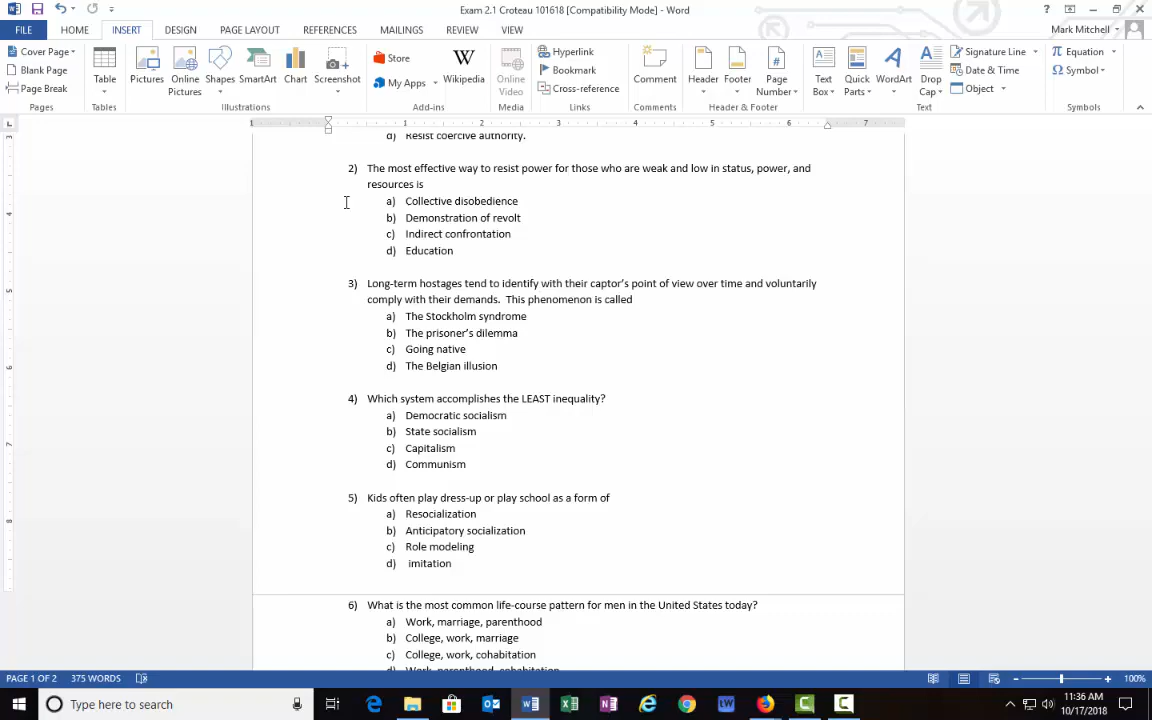 Exam 2.1 Croteau 101618 [Compatibility Mode] - Word
FILE HOME INSERT DESIGN PAGE LAYOUT REFERENCES MAILINGS REVIEW VIEW Mark Mitchell
Cover Page
Blank Page
Page Break
Pages
Table
Tables
Pictures
Online Pictures
Shapes
SmartArt
Chart
Screenshot
Illustrations
Store
My Apps
Wikipedia
Add-ins
Online Video
Media
Hyperlink
Bookmark
Cross-reference
Links
Comment
Comments
Header
Footer
Page Number
Header & Footer
Text Box
Quick Parts
WordArt
Drop Cap
Signature Line
Date & Time
Object
Text
Equation
Symbol
Symbols
1 1 2 3 4 5 6 7
d) Resist coercive authority.
2) The most effective way to resist power for those who are weak and low in status, power, and
resources is
a) Collective disobedience
b) Demonstration of revolt
c) Indirect confrontation
d) Education
3) Long-term hostages tend to identify with their captor's point of view over time and voluntarily
comply with their demands. This phenomenon is called
a) The Stockholm syndrome
b) The prisoner's dilemma
c) Going native
d) The Belgian illusion
4) Which system accomplishes the LEAST inequality?
a) Democratic socialism
b) State socialism
c) Capitalism
d) Communism
5) Kids often play dress-up or play school as a form of
a) Resocialization
b) Anticipatory socialization
c) Role modeling
d) imitation
6) What is the most common life-course pattern for men in the United States today?
a) Work, marriage, parenthood
b) College, work, marriage
c) College, work, cohabitation
d) Work, parenthood, cohabitation
PAGE 1 OF 2 375 WORDS 100%
Type here to search
11:36 AM
10/17/2018